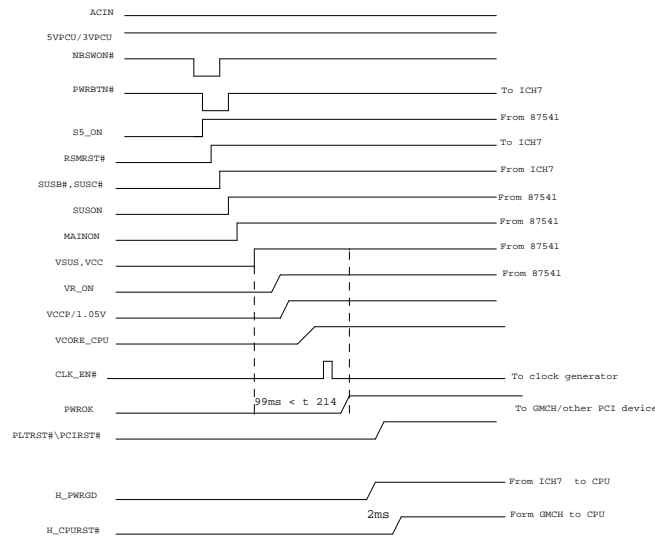 ACIN
5VPCU/3VPCU
NBSWON#
PWRBTN# To ICH7
S5_ON From 87541
RSMRST# To ICH7
SUSB#,SUSC# From ICH7
SUSON From 87541
MAINON From 87541
VSUS,VCC From 87541
VR_ON From 87541
VCCP/1.05V
VCORE_CPU
CLK_EN# To clock generator
PWROK 99ms < t 214 To GMCH/other PCI device
PLTRST#\PCIRST#
H_PWRGD From ICH7 to CPU
H_CPURST# 2ms Form GMCH to CPU